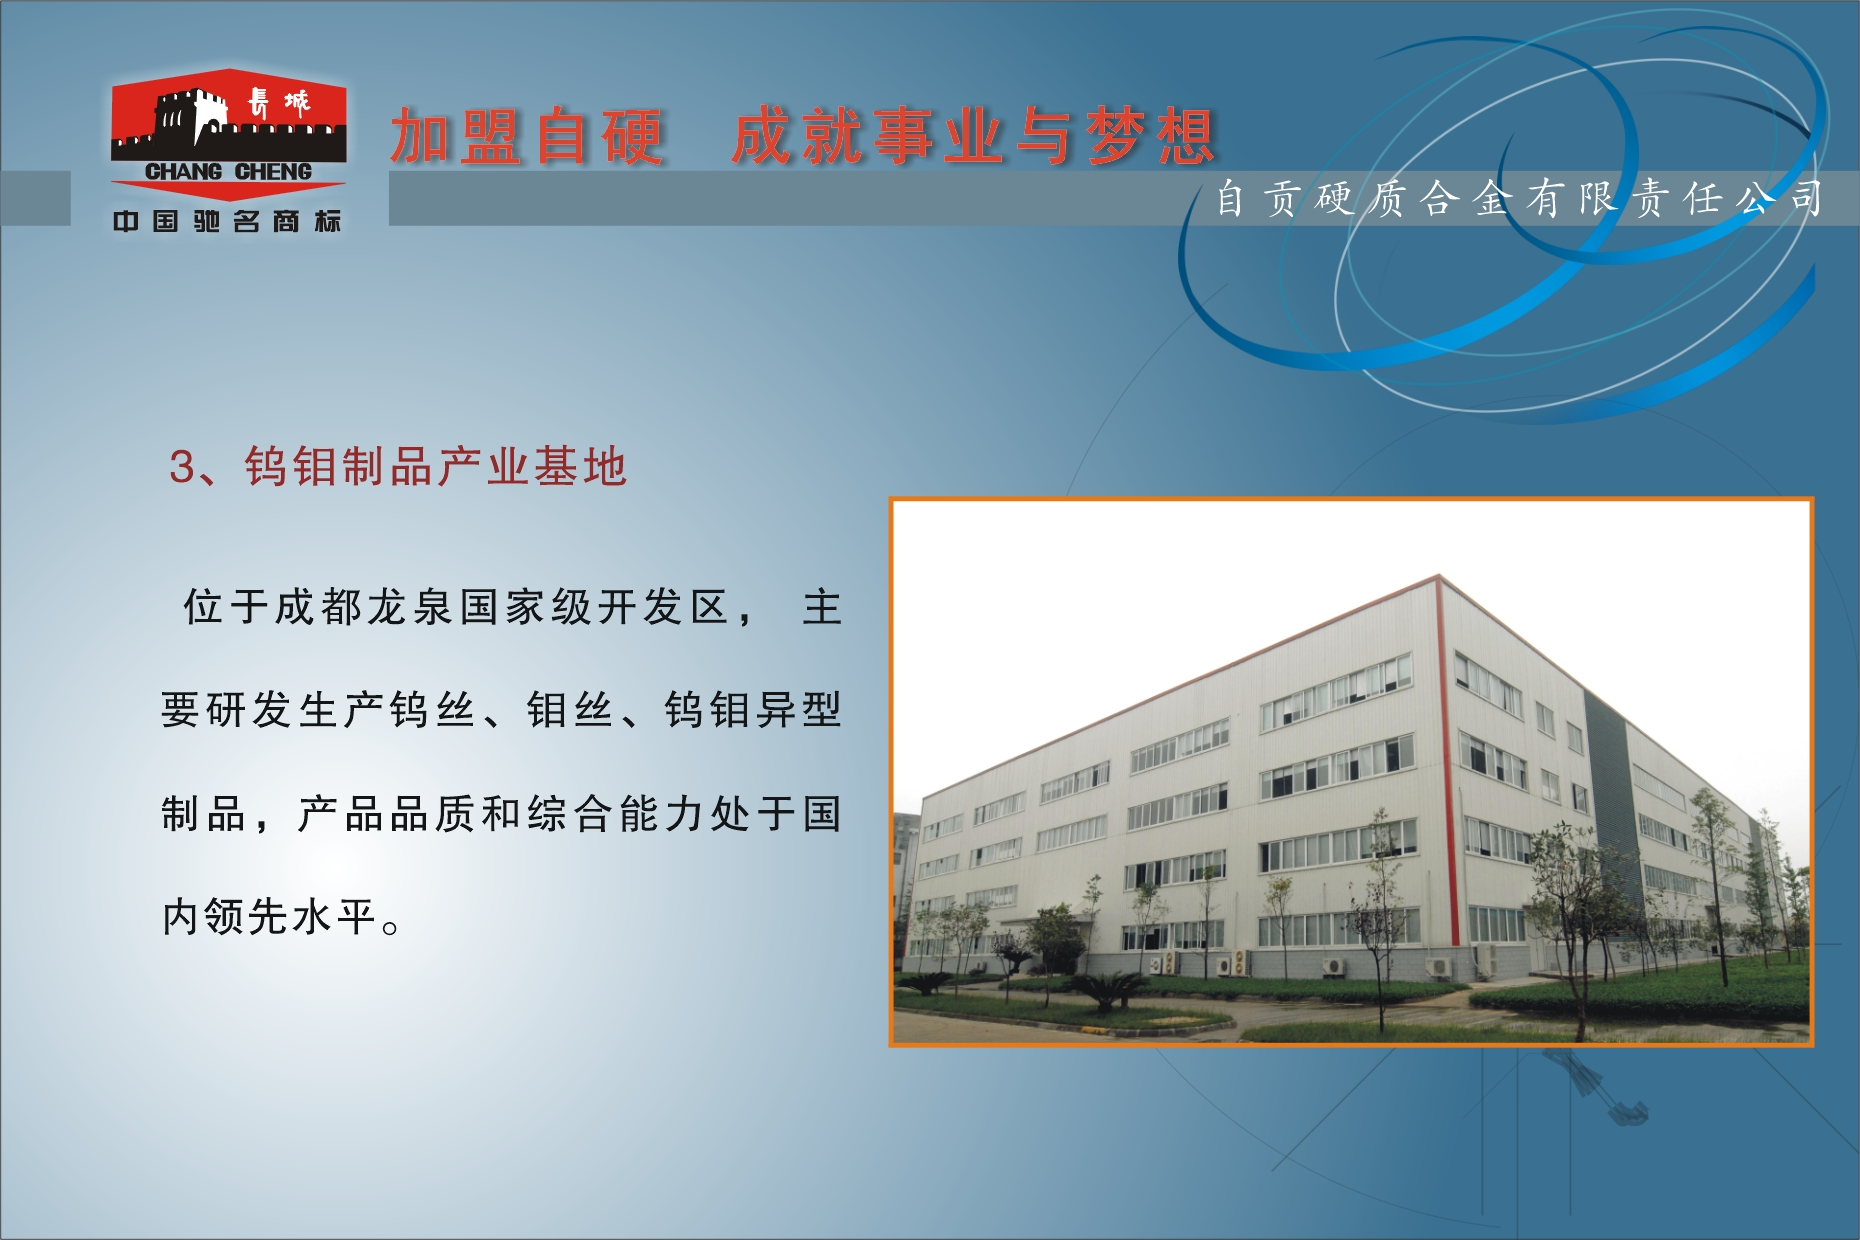 長城
CHANG CHENG
中国驰名商标
加盟自硬 成就事业与梦想
自贡硬质合金有限责任公司
3、钨钼制品产业基地
位于成都龙泉国家级开发区， 主
要研发生产钨丝、钼丝、钨钼异型
制品，产品品质和综合能力处于国
内领先水平。